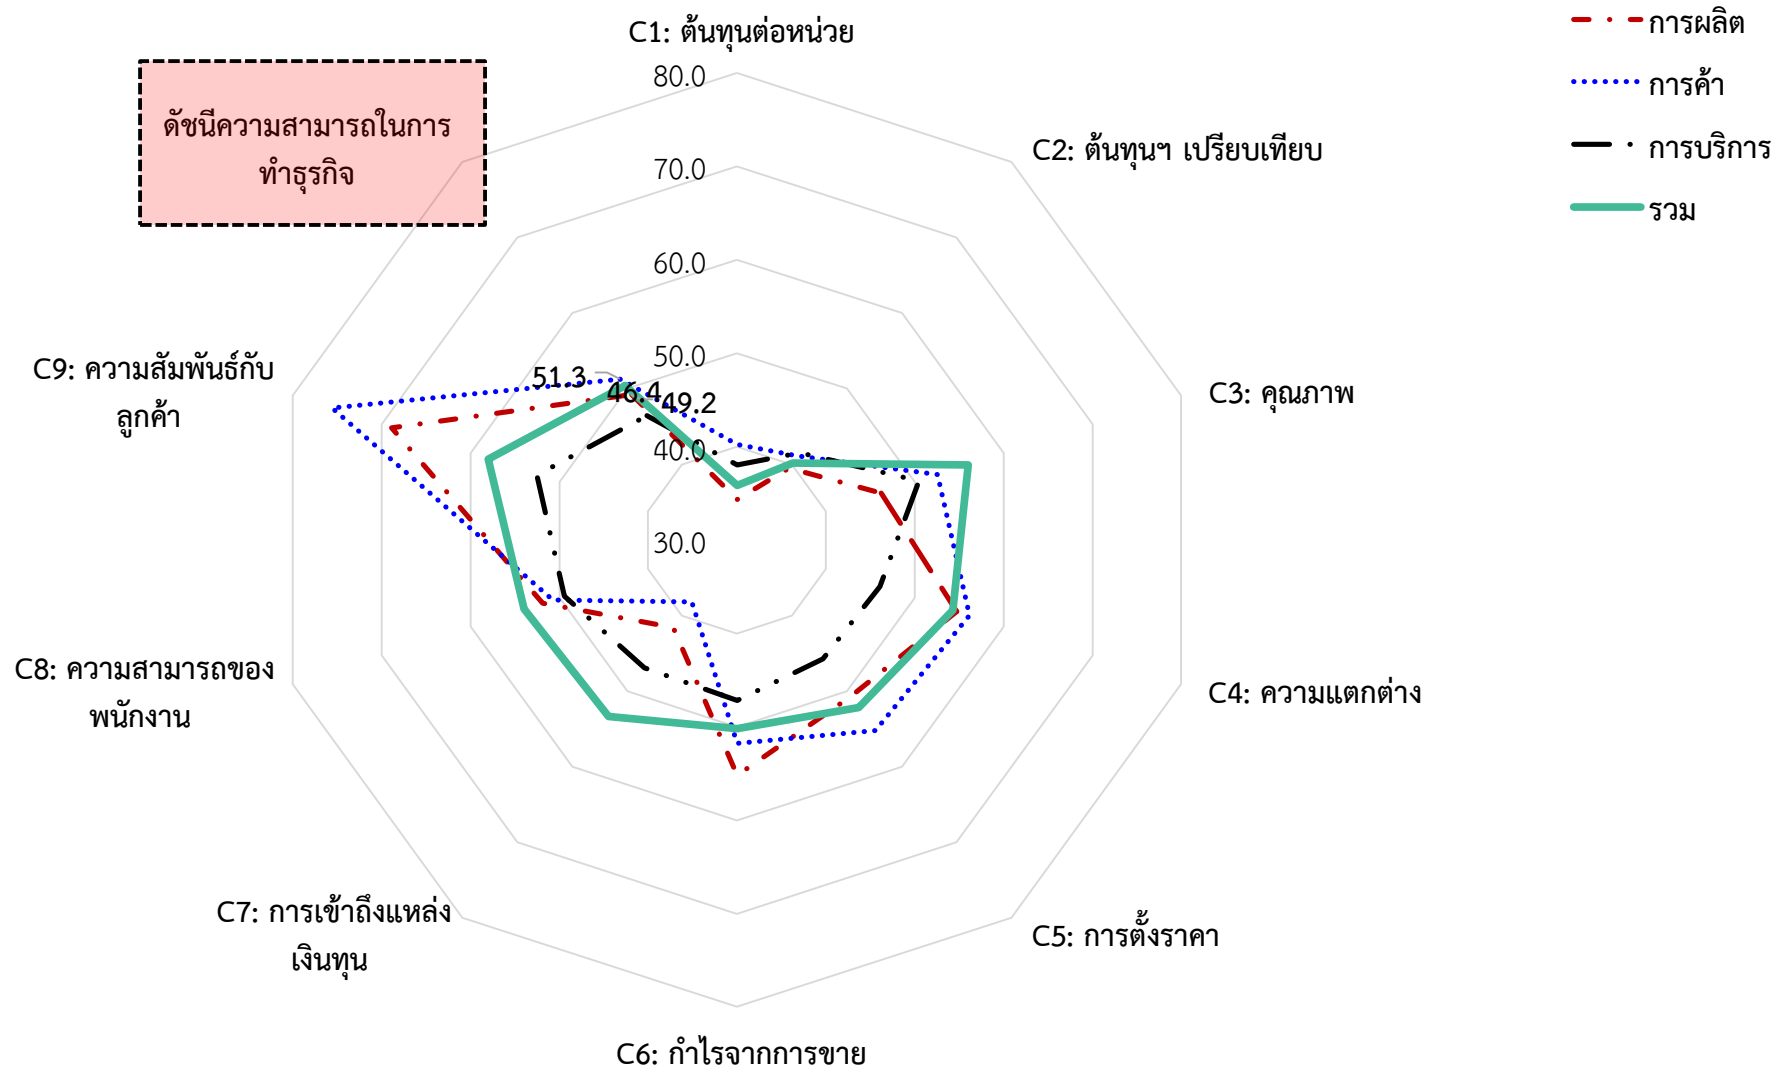 C1: ต้นทุนต่อหน่วย
การผลิต
การค้า
การบริการ
รวม
ดัชนีความสามารถในการ
ทำธุรกิจ
80.0
70.0
60.0
50.0
40.0
30.0
C2: ต้นทุนฯ เปรียบเทียบ
C3: คุณภาพ
C4: ความแตกต่าง
C5: การตั้งราคา
C6: กำไรจากการขาย
C7: การเข้าถึงแหล่ง
เงินทุน
C8: ความสามารถของ
พนักงาน
C9: ความสัมพันธ์กับ
ลูกค้า
51.3
46.4
49.2